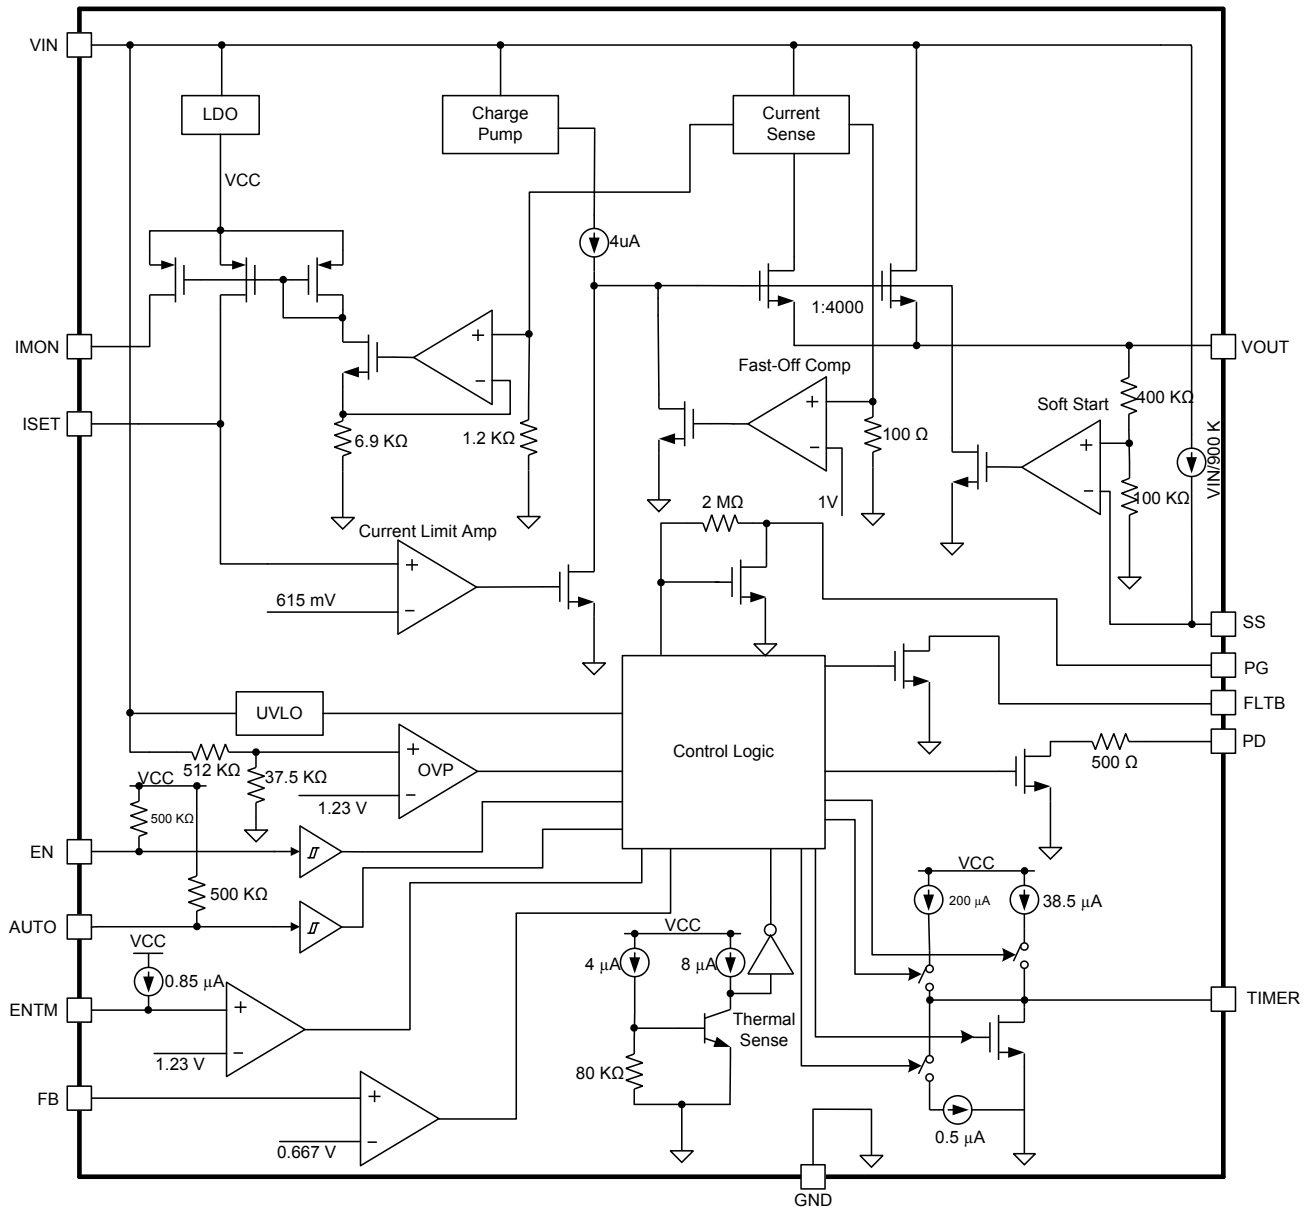 VIN
LDO
Charge
Pump
Current
Sense
VCC
4uA
1:4000
IMON
VOUT
Fast-Off Comp
400 KΩ
Soft Start
ISET
6.9 KΩ
1.2 KΩ
100 Ω
VIN/900 K
100 KΩ
1V
2 MΩ
Current Limit Amp
615 mV
SS
PG
UVLO
FLTB
Control Logic
PD
512 KΩ
OVP
500 Ω
37.5 KΩ
VCC
1.23 V
500 KΩ
EN
VCC
500 KΩ
200 μA
38.5 μA
AUTO
VCC
VCC
4 μA
8 μA
0.85 μA
ENTM
TIMER
Thermal
Sense
1.23 V
80 KΩ
FB
0.5 μA
0.667 V
GND